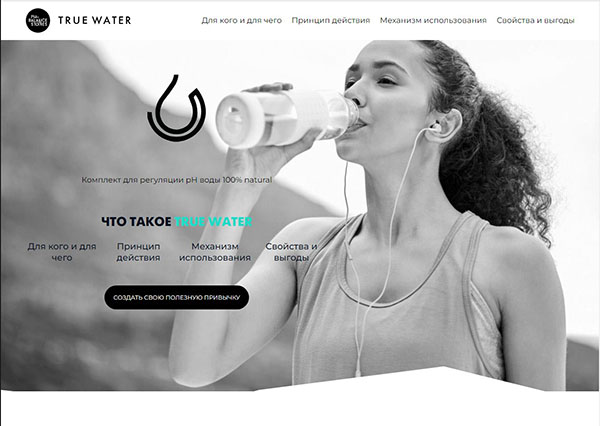 PH-
BALANCE
STONES
TRUE WATER
Для кого и для чего Принцип действия Механизм использования Свойства и выгоды
Комплект для регуляции pH воды 100% natural
ЧТО ТАКОЕ TRUE WATER
Для кого и для
чего
Принцип
действия
Механизм
использования
Свойства и
выгоды
СОЗДАТЬ СВОЮ ПОЛЕЗНУЮ ПРИВЫЧКУ